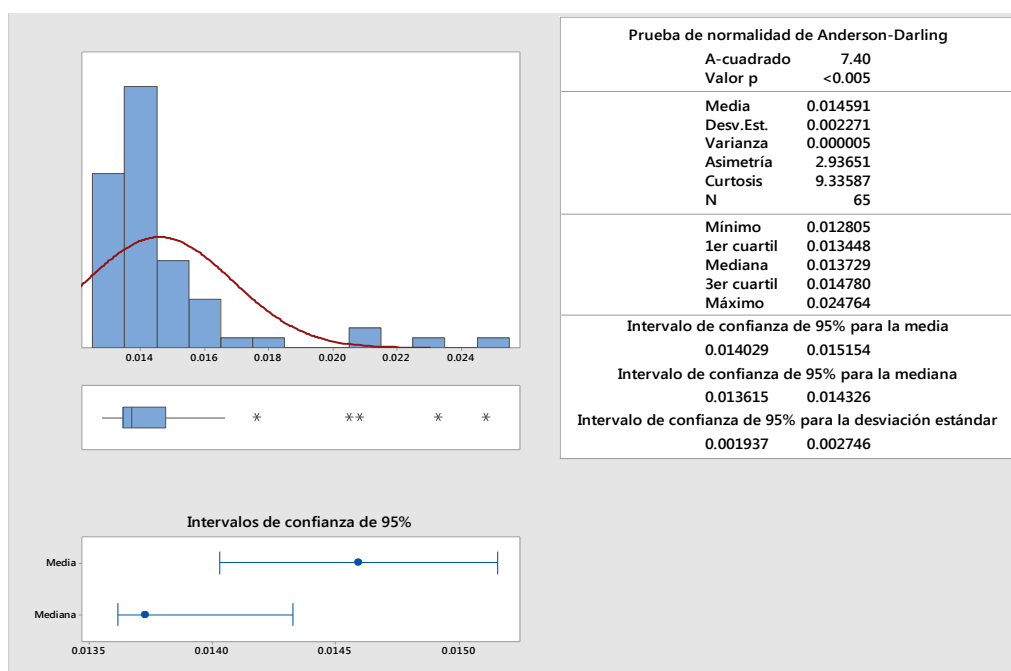 Prueba de normalidad de Anderson-Darling
A-cuadrado 7.40
Valor p <0.005
Media 0.014591
Desv.Est. 0.002271
Varianza 0.000005
Asimetría 2.93651
Curtosis 9.33587
N 65
Mínimo 0.012805
1er cuartil 0.013448
Mediana 0.013729
3er cuartil 0.014780
Máximo 0.024764
Intervalo de confianza de 95% para la media
0.014029 0.015154
Intervalo de confianza de 95% para la mediana
0.013615 0.014326
Intervalo de confianza de 95% para la desviación estándar
0.001937 0.002746
0.014 0.016 0.018 0.020 0.022 0.024
Intervalos de confianza de 95%
Media
Mediana
0.0135 0.0140 0.0145 0.0150